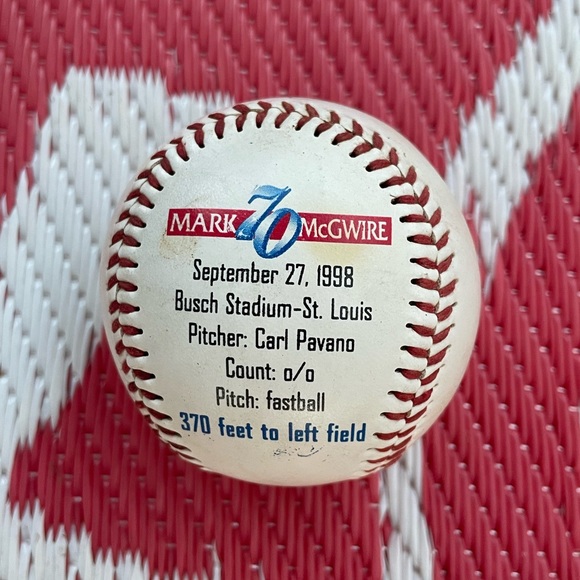 MARK 70 McGWIRE
September 27, 1998
Busch Stadium-St. Louis
Pitcher: Carl Pavano
Count: 0/0
Pitch: fastball
370 feet to left field